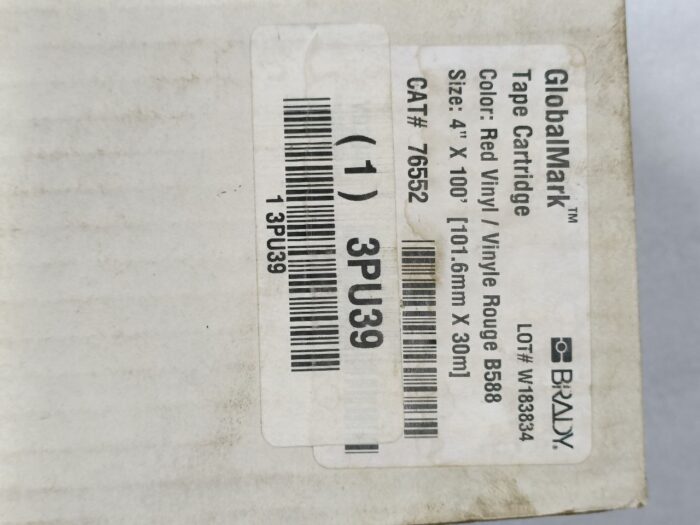 GlobalMark™
Tape Cartridge
BRADY.
LOT# W183834
Color: Red Vinyl / Vinyle Rouge B588
Size: 4" X 100' [101.6mm X 30m]
CAT# 76552
(1) 3PU39
1 3PU39